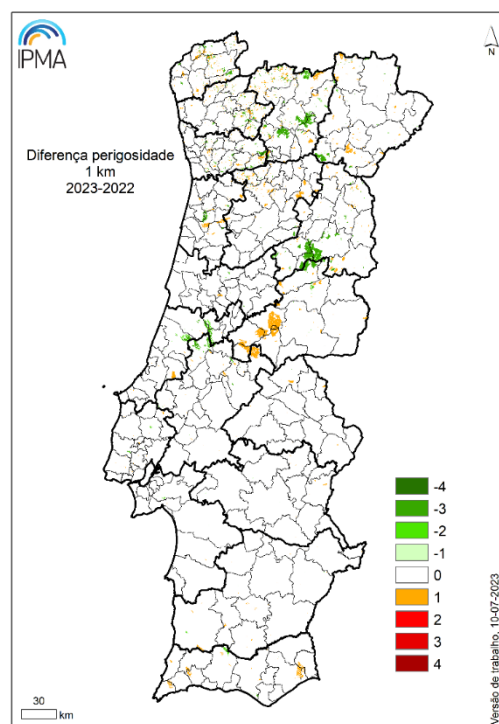 IPMA
N
Diferença perigosidade
1 km
2023-2022
-4
-3
-2
-1
0
1
2
3
4
30
km
Versão de trabalho, 10-07-2023